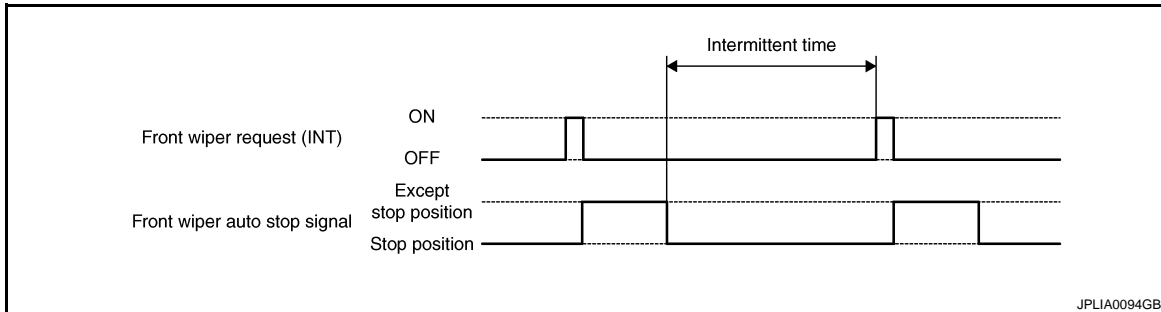 Intermittent time
ON
Front wiper request (INT)
OFF
Except
stop position
Front wiper auto stop signal
Stop position
JPLIA0094GB